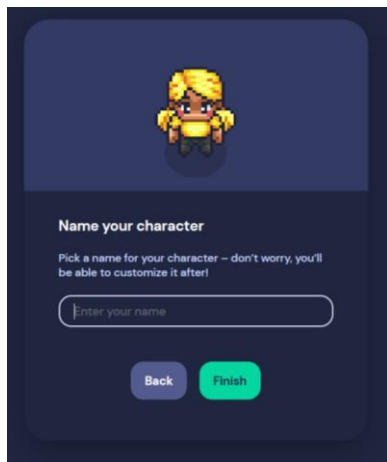 Name your character
Pick a name for your character – don't worry, you'll
be able to customize it after!
Enter your name
Back
Finish